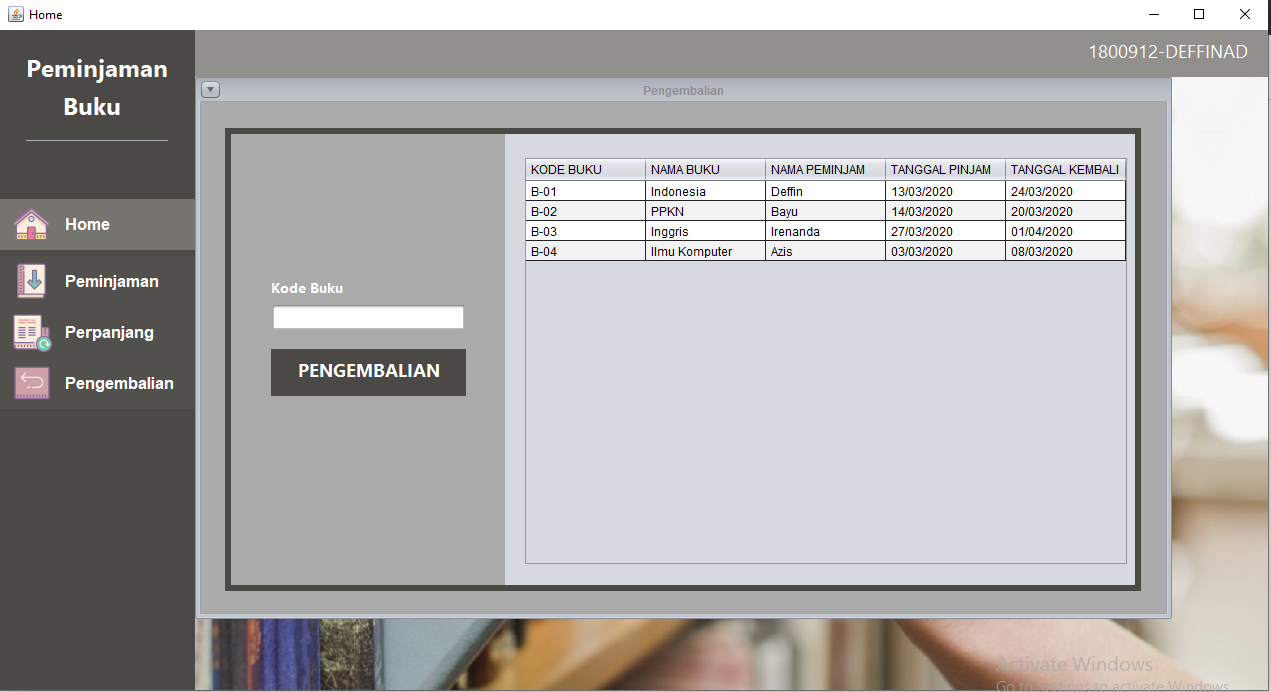 Home
Peminjaman
Buku
1800912-DEFFINAD
Home
Peminjaman
Perpanjang
Pengembalian
Pengembalian
Kode Buku
PENGEMBALIAN
KODE BUKU NAMA BUKU NAMA PEMINJAM TANGGAL PINJAM TANGGAL KEMBALI
B-01 Indonesia Deffin 13/03/2020 24/03/2020
B-02 PPKN Bayu 14/03/2020 20/03/2020
B-03 Inggris Irenanda 27/03/2020 01/04/2020
B-04 Ilmu Komputer Azis 03/03/2020 08/03/2020
Activate Windows
Go to settings to activate Windows.